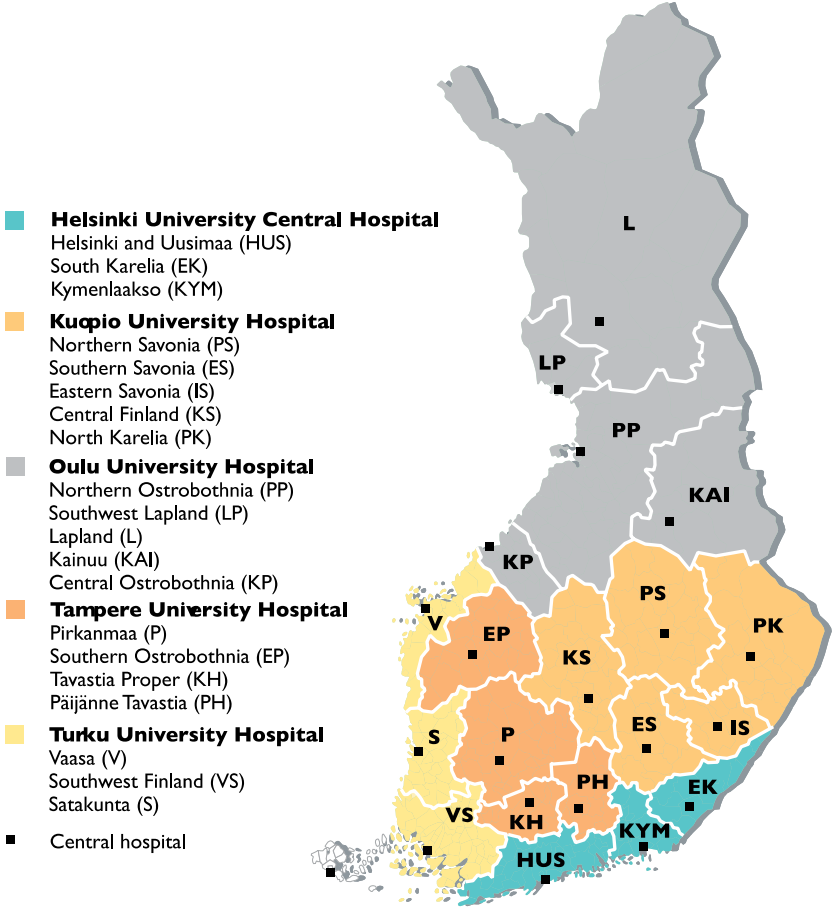 Helsinki University Central Hospital
Helsinki and Uusimaa (HUS)
South Karelia (EK)
Kymenlaakso (KYM)
Kuopio University Hospital
Northern Savonia (PS)
Southern Savonia (ES)
Eastern Savonia (IS)
Central Finland (KS)
North Karelia (PK)
Oulu University Hospital
Northern Ostrobothnia (PP)
Southwest Lapland (LP)
Lapland (L)
Kainuu (KAI)
Central Ostrobothnia (KP)
Tampere University Hospital
Pirkanmaa (P)
Southern Ostrobothnia (EP)
Tavastia Proper (KH)
Päijänne Tavastia (PH)
Turku University Hospital
Vaasa (V)
Southwest Finland (VS)
Satakunta (S)
Central hospital
L
LP
PP
KAI
KP
PS
V
EP
PK
KS
S
P
ES
IS
PH
EK
VS
KH
KYM
HUS